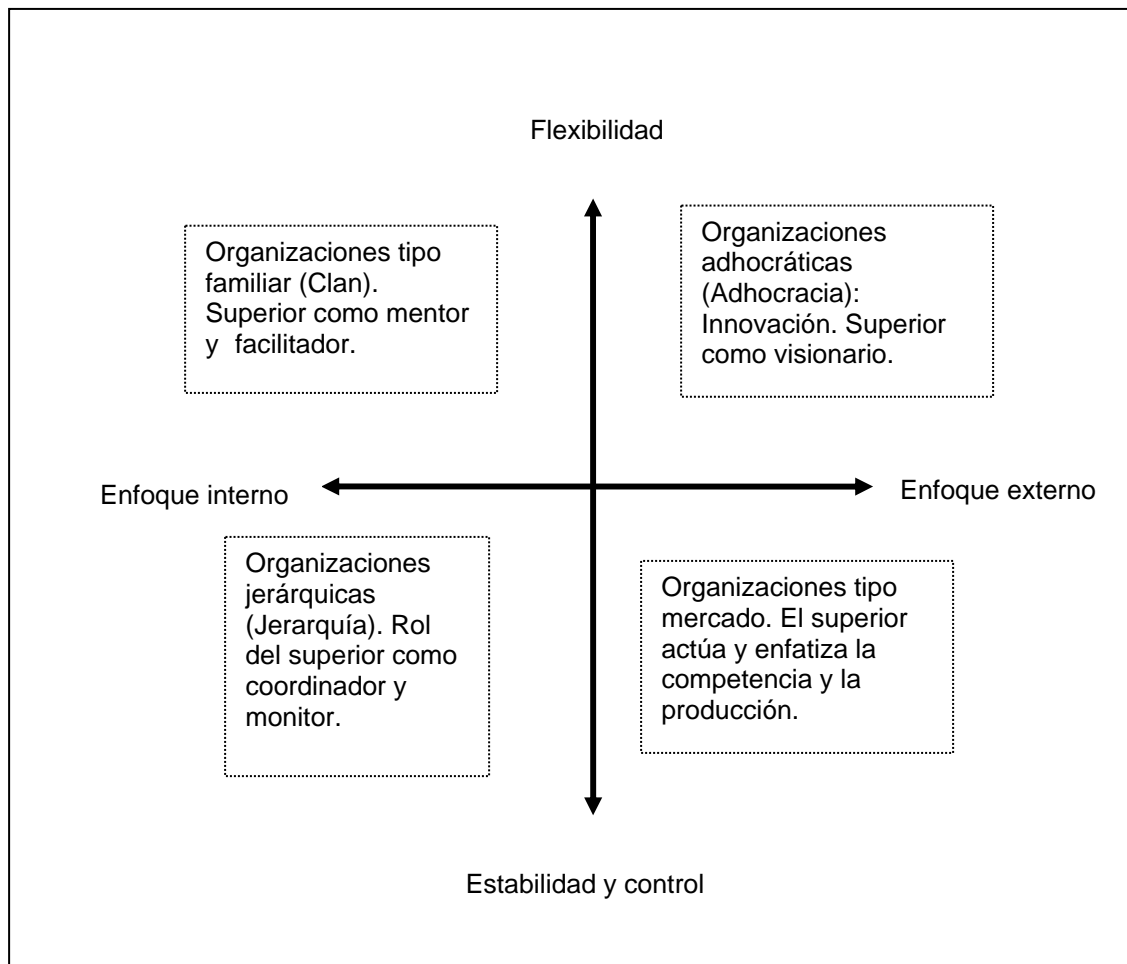 Flexibilidad
Organizaciones tipo
familiar (Clan).
Superior como mentor
y  facilitador.
Organizaciones
adhocráticas
(Adhocracia):
Innovación. Superior
como visionario.
Enfoque interno
Enfoque externo
Organizaciones
jerárquicas
(Jerarquía). Rol
del superior como
coordinador y
monitor.
Organizaciones tipo
mercado. El superior
actúa y enfatiza la
competencia y la
producción.
Estabilidad y control